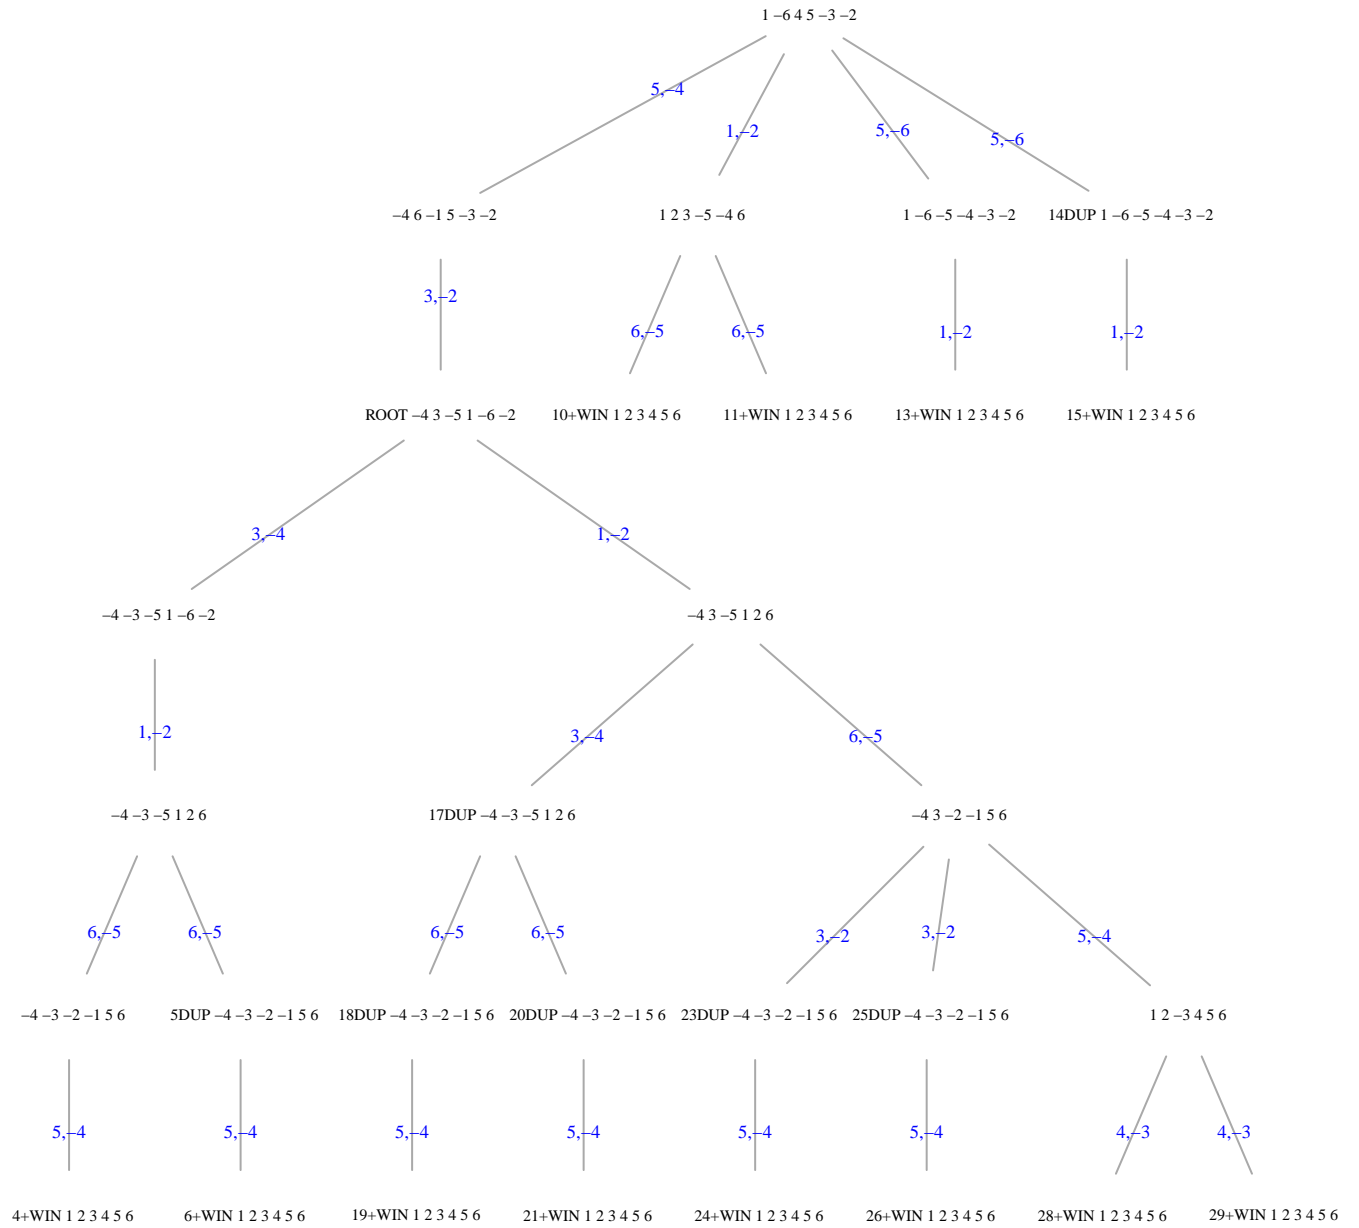 1 –6 4 5 –3 –2
5,–4
1,–2
5,–6
5,–6
–4 6 –1 5 –3 –2
1 2 3 –5 –4 6
1 –6 –5 –4 –3 –2
14DUP 1 –6 –5 –4 –3 –2
3,–2
6,–5
6,–5
1,–2
1,–2
ROOT –4 3 –5 1 –6 –2
10+WIN 1 2 3 4 5 6
11+WIN 1 2 3 4 5 6
13+WIN 1 2 3 4 5 6
15+WIN 1 2 3 4 5 6
3,–4
1,–2
–4 –3 –5 1 –6 –2
–4 3 –5 1 2 6
1,–2
3,–4
6,–5
–4 –3 –5 1 2 6
17DUP –4 –3 –5 1 2 6
–4 3 –2 –1 5 6
6,–5
6,–5
6,–5
6,–5
3,–2
3,–2
5,–4
–4 –3 –2 –1 5 6
5DUP –4 –3 –2 –1 5 6
18DUP –4 –3 –2 –1 5 6
20DUP –4 –3 –2 –1 5 6
23DUP –4 –3 –2 –1 5 6
25DUP –4 –3 –2 –1 5 6
1 2 –3 4 5 6
5,–4
5,–4
5,–4
5,–4
5,–4
5,–4
4,–3
4,–3
4+WIN 1 2 3 4 5 6
6+WIN 1 2 3 4 5 6
19+WIN 1 2 3 4 5 6
21+WIN 1 2 3 4 5 6
24+WIN 1 2 3 4 5 6
26+WIN 1 2 3 4 5 6
28+WIN 1 2 3 4 5 6
29+WIN 1 2 3 4 5 6